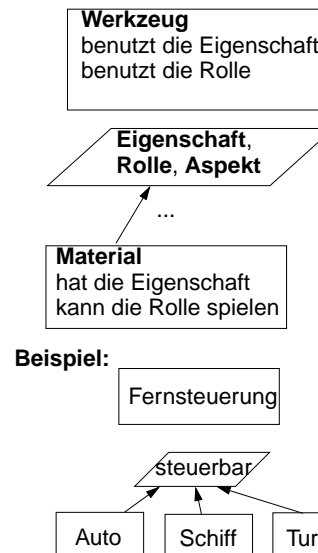 Werkzeug
benutzt die Eigenschaft
benutzt die Rolle
Eigenschaft,
Rolle, Aspekt
...
Material
hat die Eigenschaft
kann die Rolle spielen
Beispiel:
Fernsteuerung
steuerbar
Auto Schiff